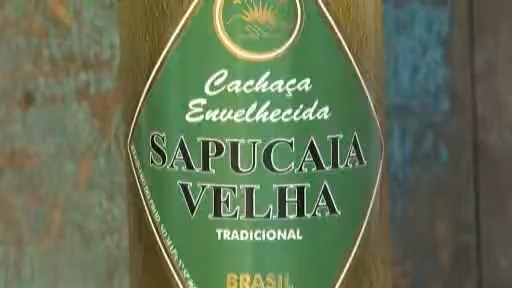 Cachaça
Envelhecida
SAPUCAIA
VELHA
TRADICIONAL
BRASIL